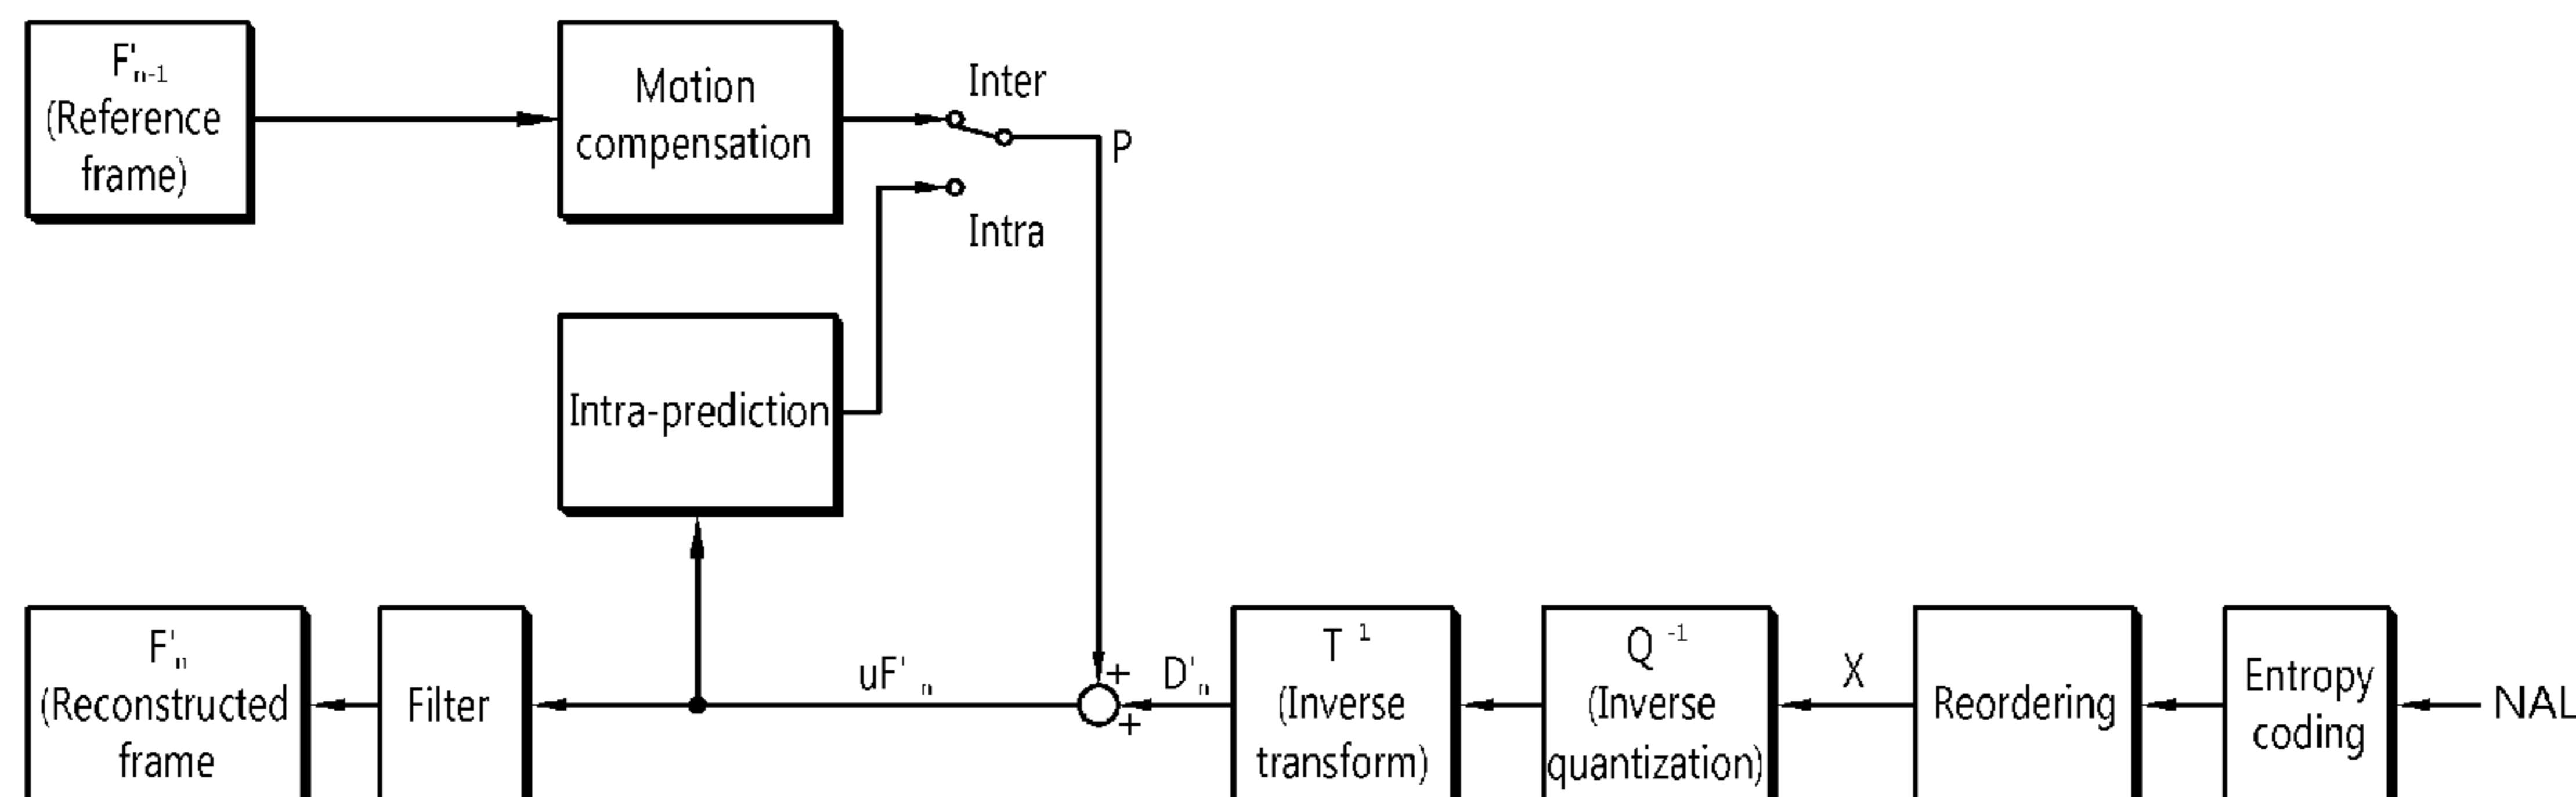 F'n-1
(Reference
frame)
Motion
compensation
Inter
P
Intra
Intra-prediction
F'n
(Reconstructed
frame
Filter
uF'n
+
+
D'n
T 1
(Inverse
transform)
Q -1
(Inverse
quantization)
X
Reordering
Entropy
coding
NAL